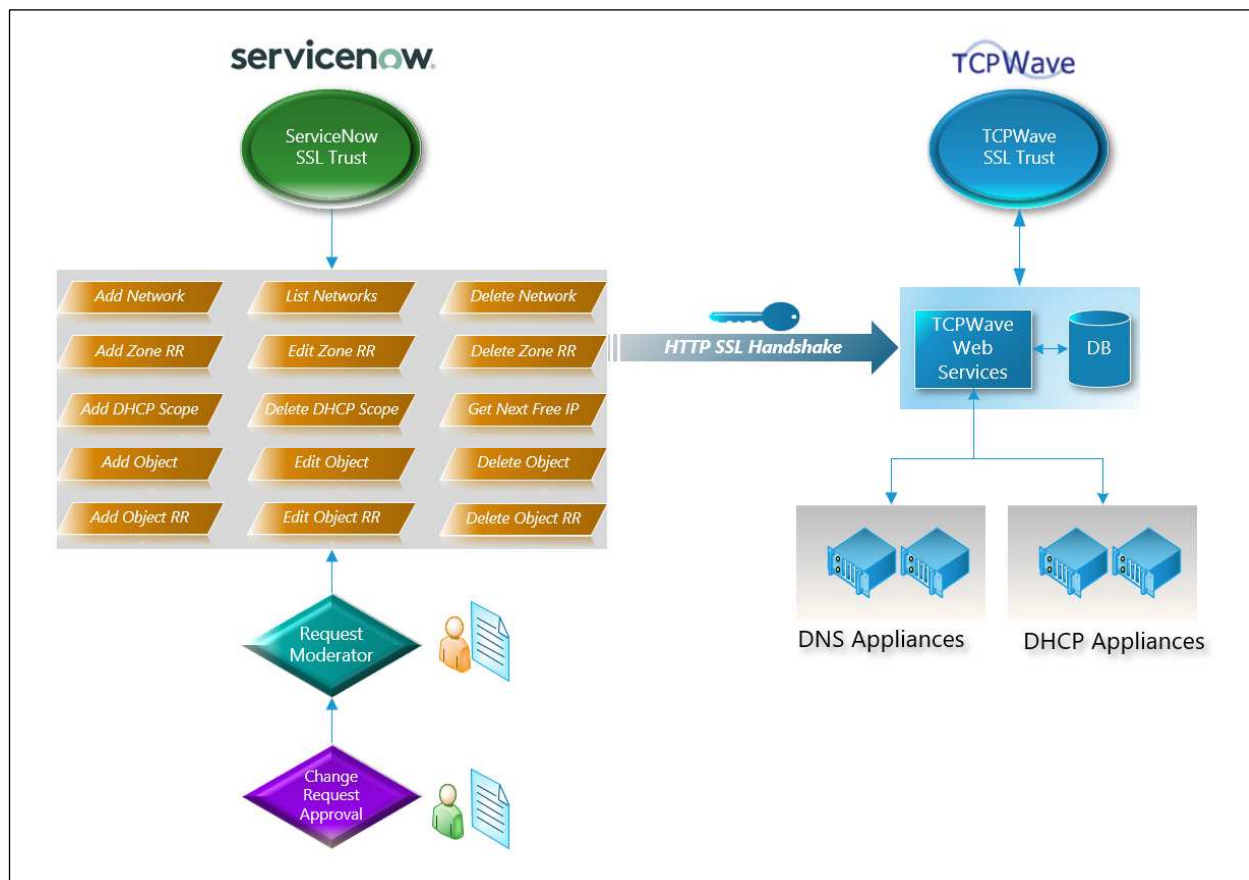 servicenow
TCPWave
ServiceNow
SSL Trust
TCPWave
SSL Trust
Add Network
List Networks
Delete Network
Add Zone RR
Edit Zone RR
Delete Zone RR
Add DHCP Scope
Delete DHCP Scope
Get Next Free IP
Add Object
Edit Object
Delete Object
Add Object RR
Edit Object RR
Delete Object RR
HTTP SSL Handshake
TCPWave
Web
Services
DB
DNS Appliances
DHCP Appliances
Request
Moderator
Change
Request
Approval